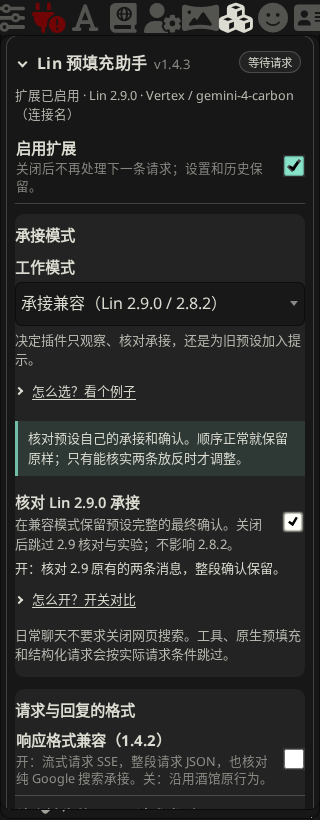 Lin 预填充助手 v1.4.3 等待请求
扩展已启用 · Lin 2.9.0 · Vertex / gemini-4-carbon
（连接名）
启用扩展
关闭后不再处理下一条请求；设置和历史保
留。
承接模式
工作模式
承接兼容（Lin 2.9.0 / 2.8.2）
决定插件只观察、核对承接，还是为旧预设加入提
示。
怎么选？看个例子
核对预设自己的承接和确认。顺序正常就保留
原样；只有能核实两条放反时才调整。
核对 Lin 2.9.0 承接
在兼容模式保留预设完整的最终确认。关闭
后跳过 2.9 核对与实验；不影响 2.8.2。
开：核对 2.9 原有的两条消息，整段确认保留。
怎么开？开关对比
日常聊天不要求关闭网页搜索。工具、原生预填充
和结构化请求会按实际请求条件跳过。
请求与回复的格式
响应格式兼容（1.4.2）
开：流式请求 SSE，整段请求 JSON，也核对
纯 Google 搜索承接。关：沿用酒馆原行为。